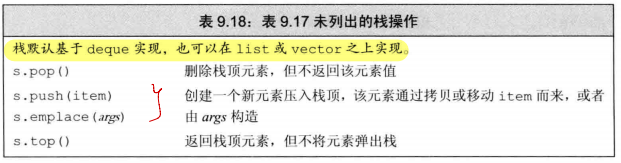 表 9.18：表 9.17 未列出的栈操作
栈默认基于 deque 实现，也可以在 list 或 vector 之上实现。
s.pop() 删除栈顶元素，但不返回该元素值
s.push(item) 创建一个新元素压入栈顶，该元素通过拷贝或移动 item 而来，或者
s.emplace(args) 由 args 构造
s.top() 返回栈顶元素，但不将元素弹出栈